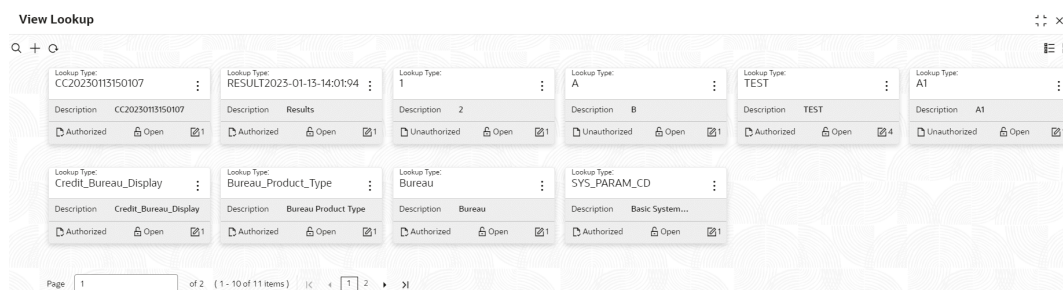 View Lookup
Lookup Type: Lookup Type: Lookup Type: Lookup Type: Lookup Type: Lookup Type:
CC20230113150107 RESULT2023-01-13-14:01:94 1 A TEST A1
Description CC20230113150107 Description Results Description 2 Description B Description TEST Description A1
Authorized Open 1 Authorized Open 1 Unauthorized Open 1 Unauthorized Open 1 Authorized Open 4 Unauthorized Open
Lookup Type: Lookup Type: Lookup Type: Lookup Type:
Credit_Bureau_Display Bureau_Product_Type Bureau SYS_PARAM_CD
Description Credit_Bureau_Display Description Bureau Product Type Description Bureau Description Basic System...
Authorized Open 1 Authorized Open 1 Authorized Open 1 Authorized Open 1
Page 1 of 2 (1 - 10 of 11 items) 1 2